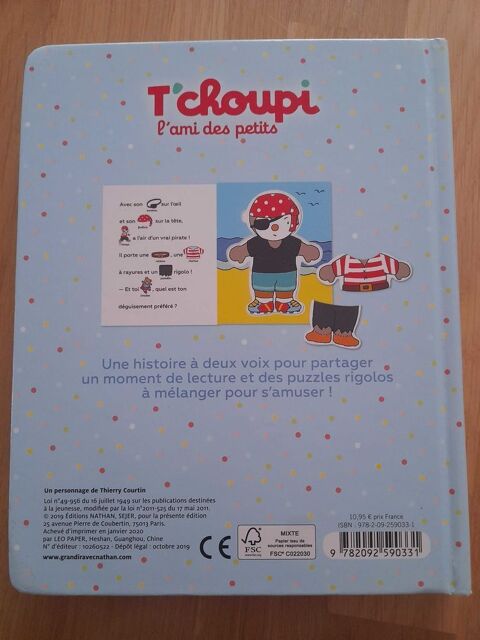 T'choupi
l'ami des petits
Avec son sur l'œil
et son sur la tête,
a l'air d'un vrai pirate !
Il porte une , une
à rayures et un rigolo !
— Et toi , quel est ton
déguisement préféré ?
Une histoire à deux voix pour partager
un moment de lecture et des puzzles rigolos
à mélanger pour s'amuser !
Un personnage de Thierry Courtin
Loi n°49-956 du 16 juillet 1949 sur les publications destinées
à la jeunesse, modifiée par la loi n°2011-525 du 17 mai 2011.
© 2019 Éditions NATHAN, SEJER, pour la présente édition
25 avenue Pierre de Coubertin, 75013 Paris.
Achevé d'imprimer en janvier 2020
par LEO PAPER, Heshan, Guanghou, Chine
N° d'éditeur : 10260522 - Dépôt légal : octobre 2019
www.grandiravecnathan.com
CE
FSC
www.fsc.org
MIXTE
Papier issu de
sources responsables
FSC® C022030
10,95 € prix France
ISBN : 978-2-09-259033-1
9 782092 590331